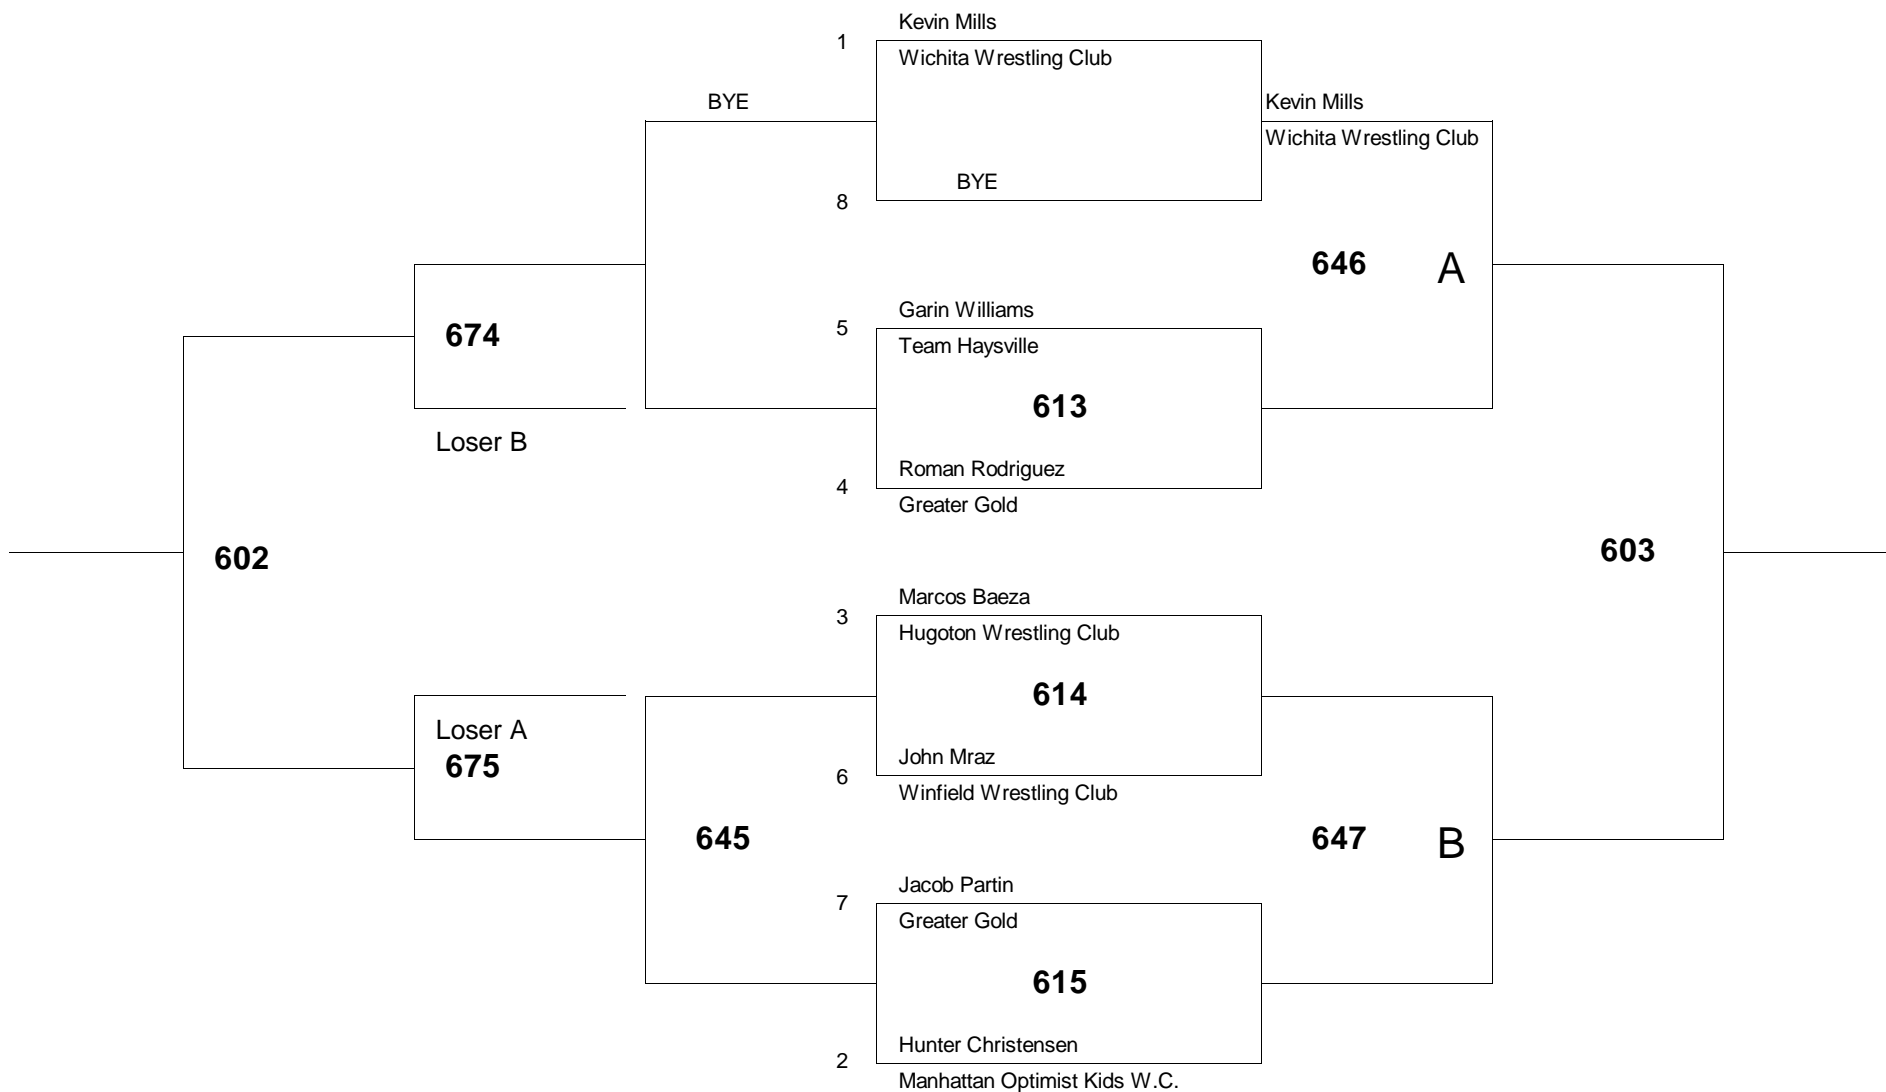 Kevin Mills
1
Wichita Wrestling Club
BYE
Kevin Mills
Wichita Wrestling Club
BYE
8
646
A
Garin Williams
5
674
Team Haysville
613
Loser B
Roman Rodriguez
4
Greater Gold
602
603
Marcos Baeza
3
Hugoton Wrestling Club
614
Loser A
675
John Mraz
6
Winfield Wrestling Club
645
647
B
Jacob Partin
7
Greater Gold
615
Hunter Christensen
2
Manhattan Optimist Kids W.C.